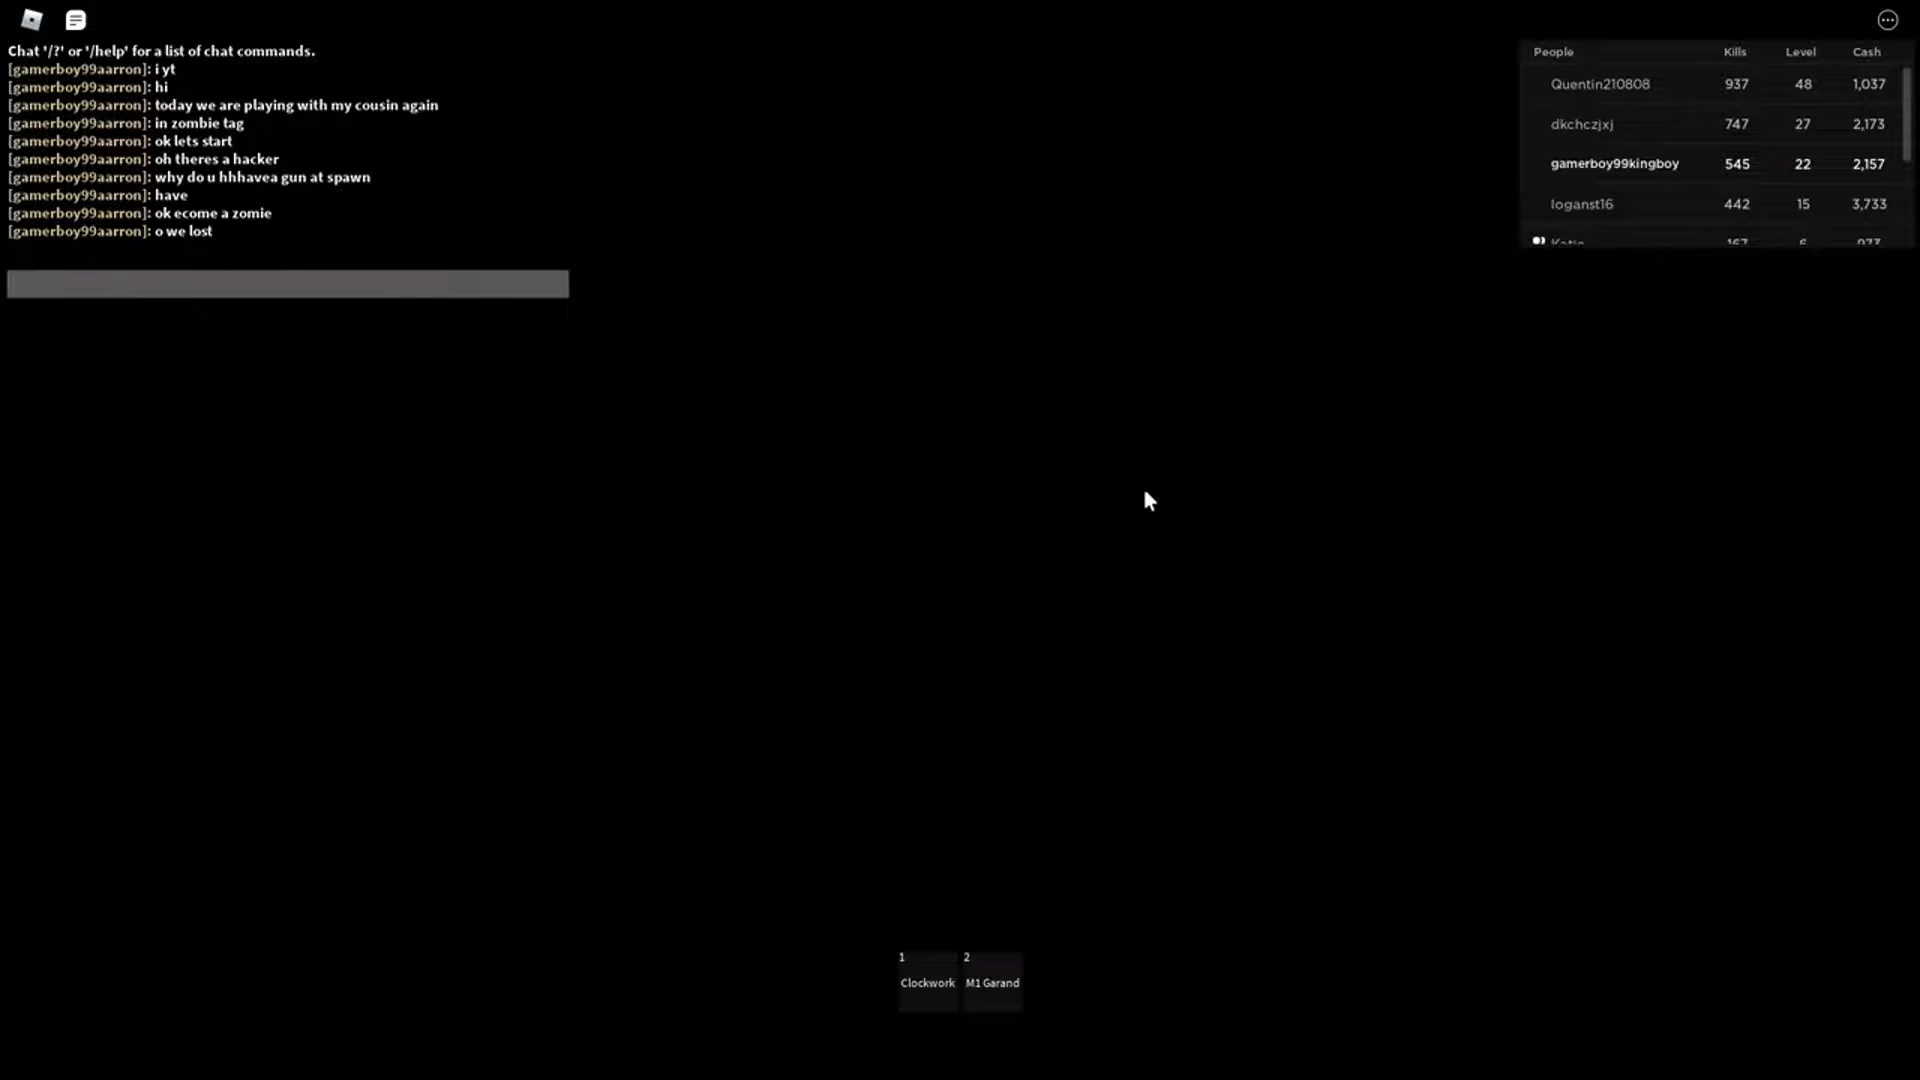 Chat '/?' or '/help' for a list of chat commands.
[gamerboy99aarron]: i yt
[gamerboy99aarron]: hi
[gamerboy99aarron]: today we are playing with my cousin again
[gamerboy99aarron]: in zombie tag
[gamerboy99aarron]: ok lets start
[gamerboy99aarron]: oh theres a hacker
[gamerboy99aarron]: why do u hhhavea gun at spawn
[gamerboy99aarron]: have
[gamerboy99aarron]: ok ecome a zomie
[gamerboy99aarron]: o we lost
People Kills Level Cash
Quentin210808 937 48 1,037
dkchczjxj 747 27 2,173
gamerboy99kingboy 545 22 2,157
loganst16 442 15 3,733
1 2
Clockwork M1 Garand